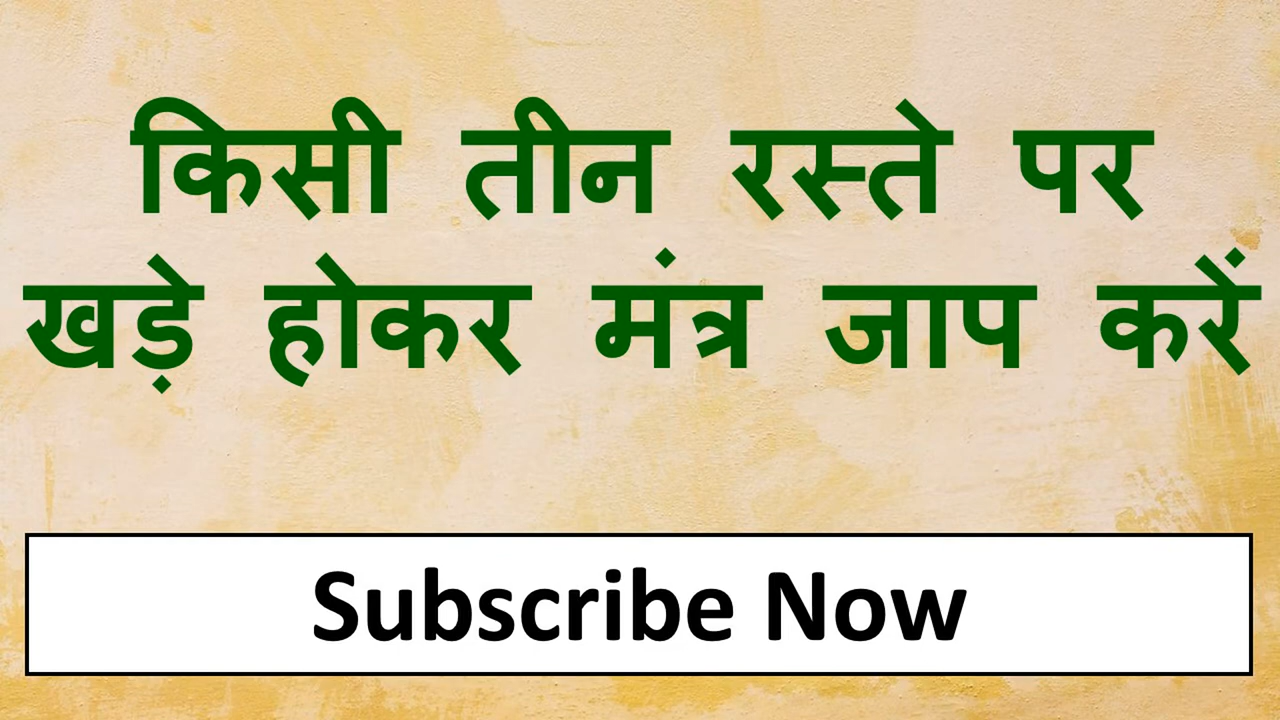 किसी तीन रस्ते पर
खड़े होकर मंत्र जाप करें
Subscribe Now